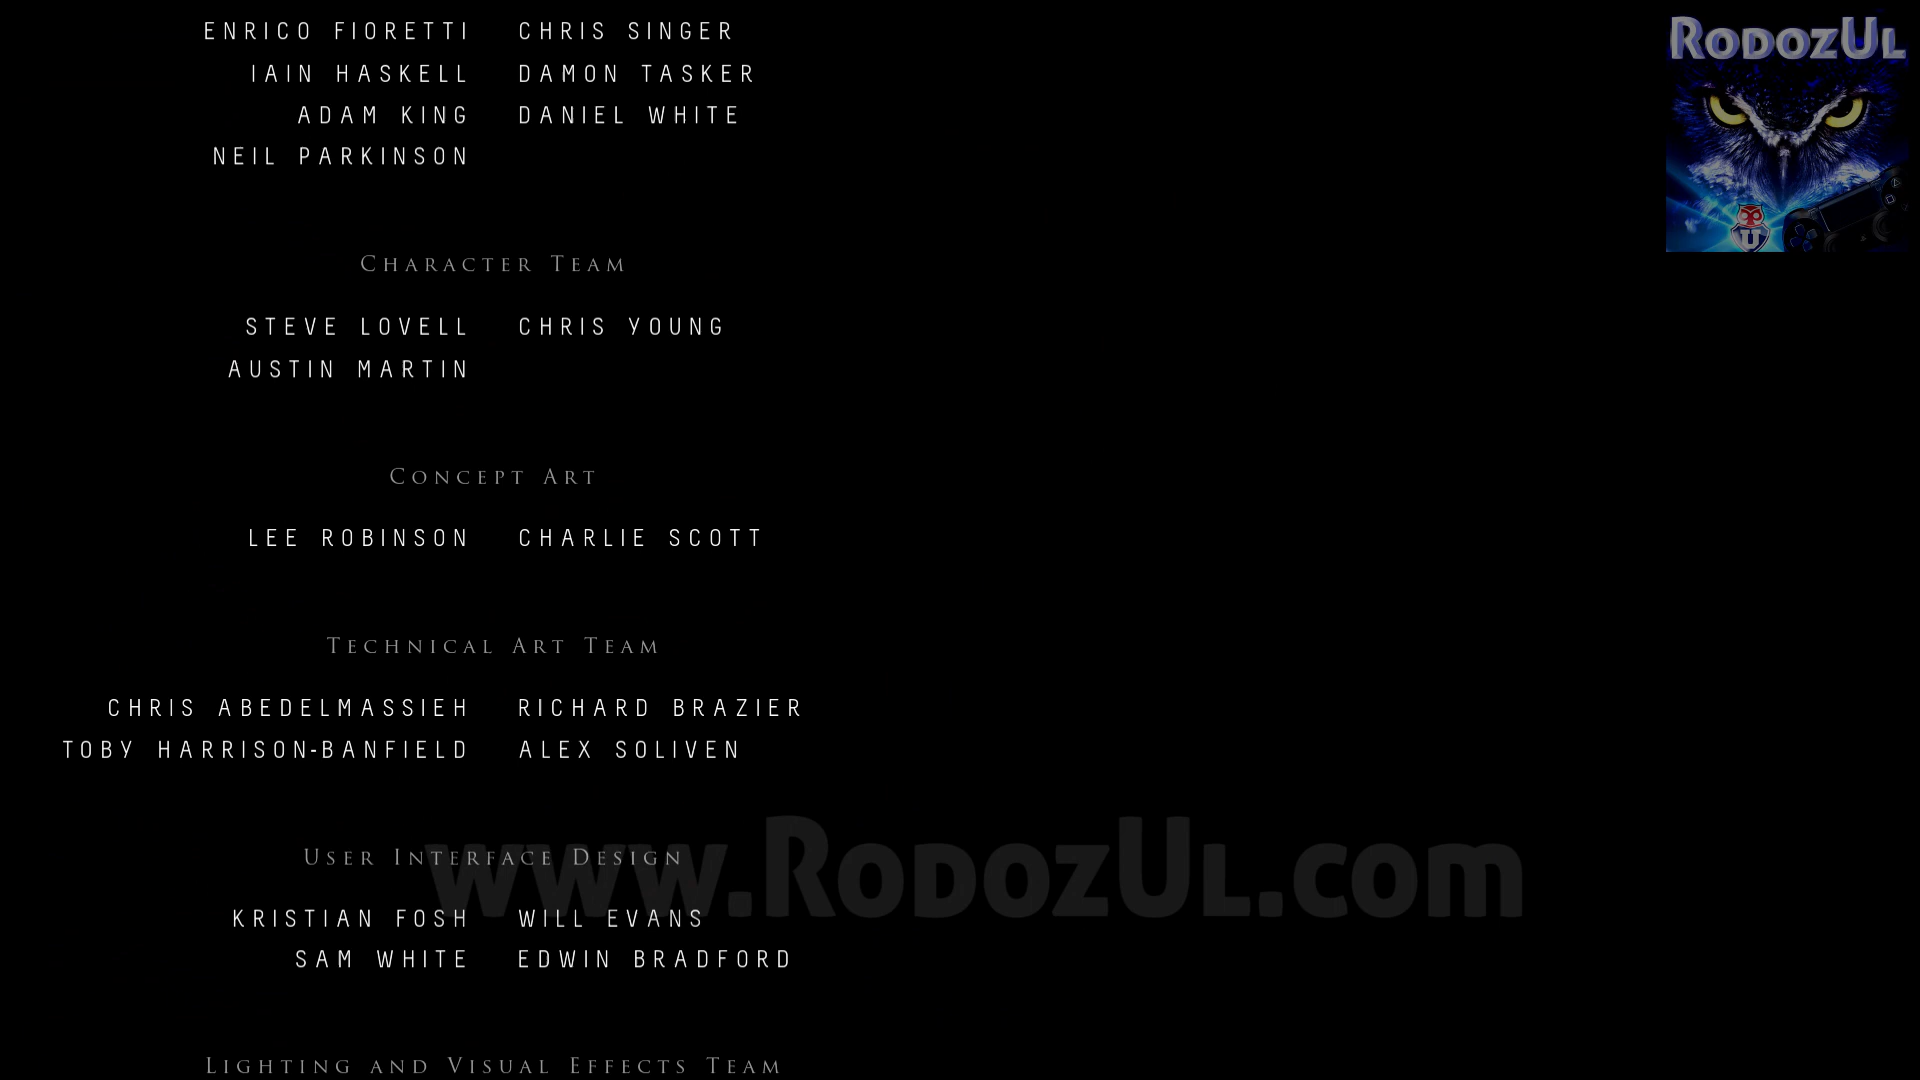 ENRICO FIORETTI CHRIS SINGER
IAIN HASKELL DAMON TASKER
ADAM KING DANIEL WHITE
NEIL PARKINSON
CHARACTER TEAM
STEVE LOVELL CHRIS YOUNG
AUSTIN MARTIN
CONCEPT ART
LEE ROBINSON CHARLIE SCOTT
TECHNICAL ART TEAM
CHRIS ABEDELMASSIEH RICHARD BRAZIER
TOBY HARRISON-BANFIELD ALEX SOLIVEN
USER INTERFACE DESIGN
KRISTIAN FOSH WILL EVANS
SAM WHITE EDWIN BRADFORD
LIGHTING AND VISUAL EFFECTS TEAM
RODOZUL
U
www.RODOZUL.com